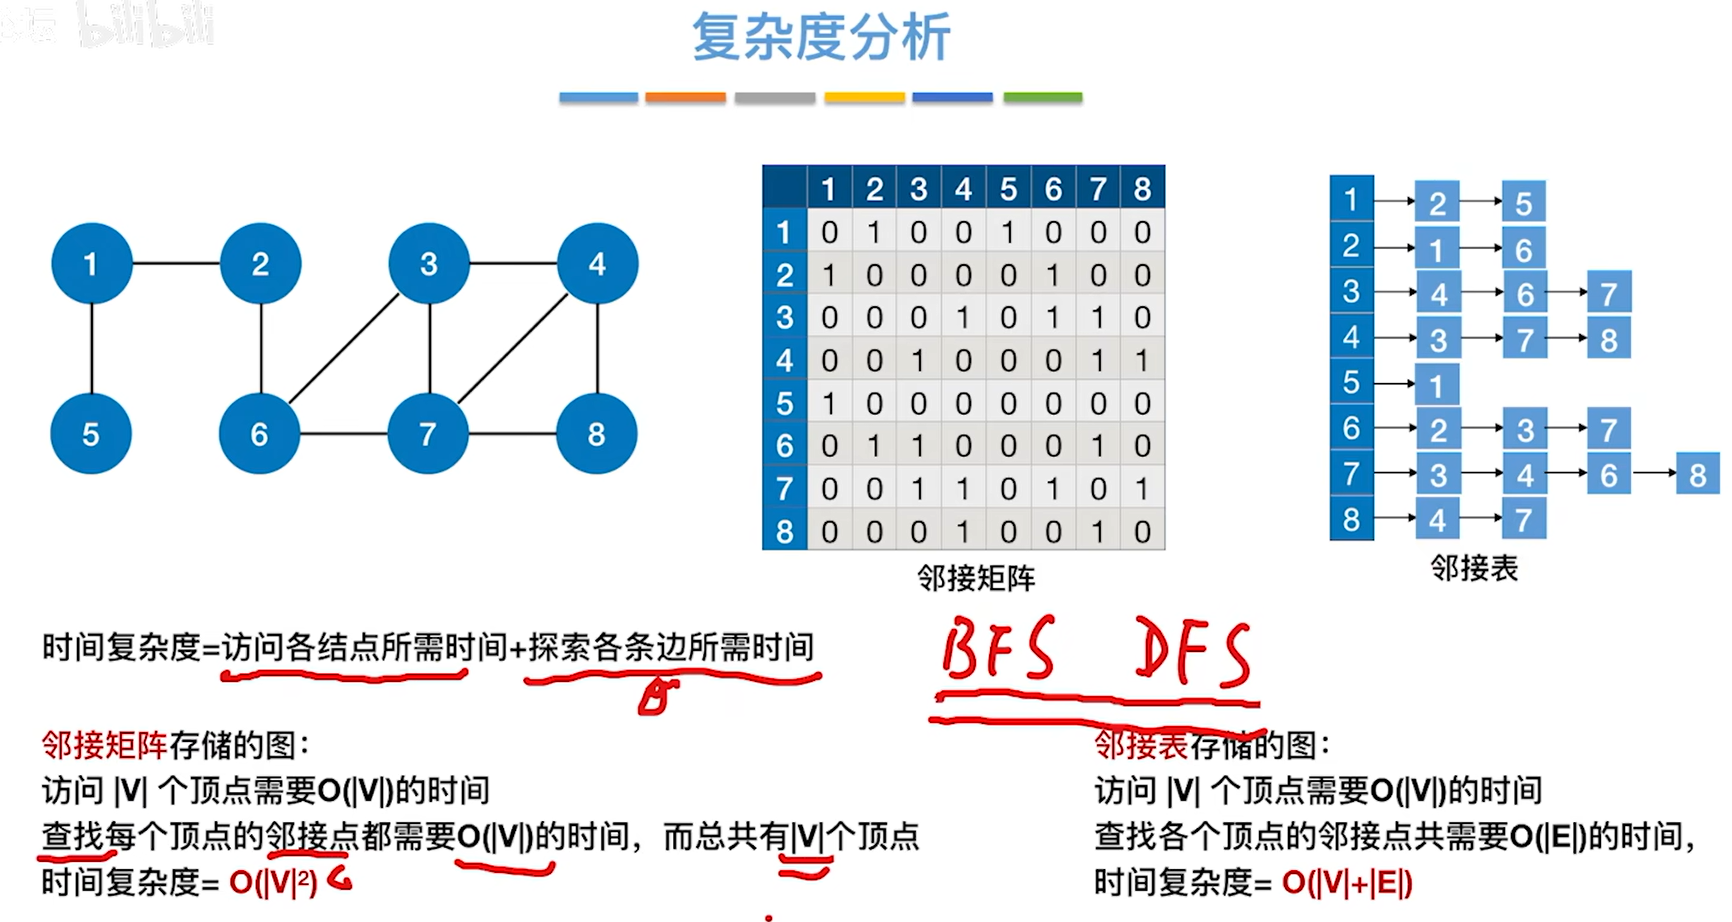 bilibili
复杂度分析
1 2 3 4
5 6 7 8
1 2 3 4 5 6 7 8
1 0 1 0 0 1 0 0 0
2 1 0 0 0 0 1 0 0
3 0 0 0 1 0 1 1 0
4 0 0 1 0 0 0 1 1
5 1 0 0 0 0 0 0 0
6 0 1 1 0 0 0 1 0
7 0 0 1 1 0 1 0 1
8 0 0 0 1 0 0 1 0
邻接矩阵
1 2 5
2 1 6
3 4 6 7
4 3 7 8
5 1
6 2 3 7
7 3 4 6 8
8 4 7
邻接表
时间复杂度=访问各结点所需时间+探索各条边所需时间
BFS DFS
邻接矩阵存储的图：
访问 |V| 个顶点需要O(|V|)的时间
查找每个顶点的邻接点都需要O(|V|)的时间，而总共有|V|个顶点
时间复杂度= O(|V|²)
邻接表存储的图：
访问 |V| 个顶点需要O(|V|)的时间
查找各个顶点的邻接点共需要O(|E|)的时间，
时间复杂度= O(|V|+|E|)